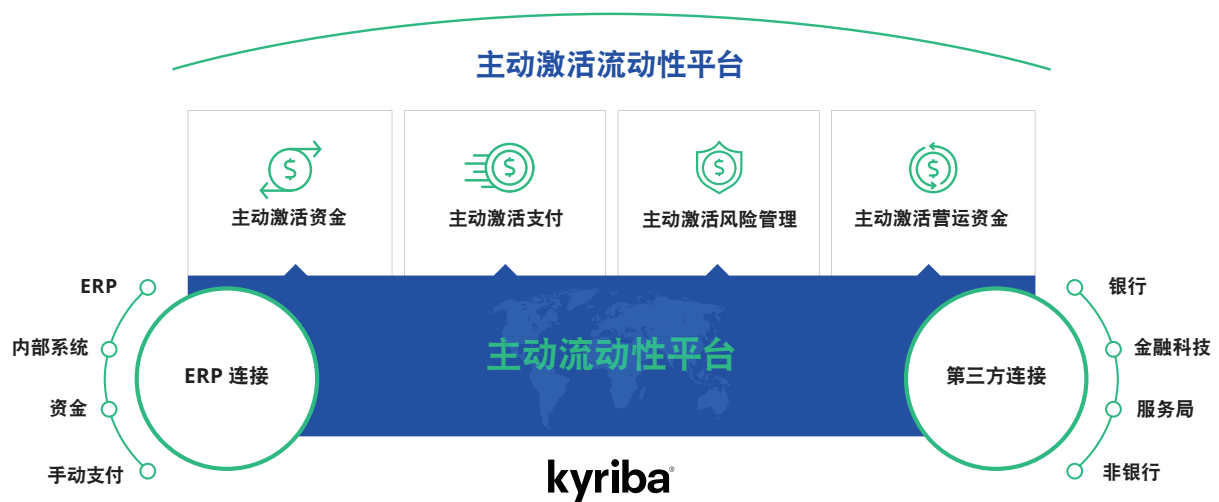 主动激活流动性平台
主动激活资金
主动激活支付
主动激活风险管理
主动激活营运资金
ERP
内部系统
资金
手动支付
ERP 连接
主动流动性平台
第三方连接
银行
金融科技
服务局
非银行
kyriba®